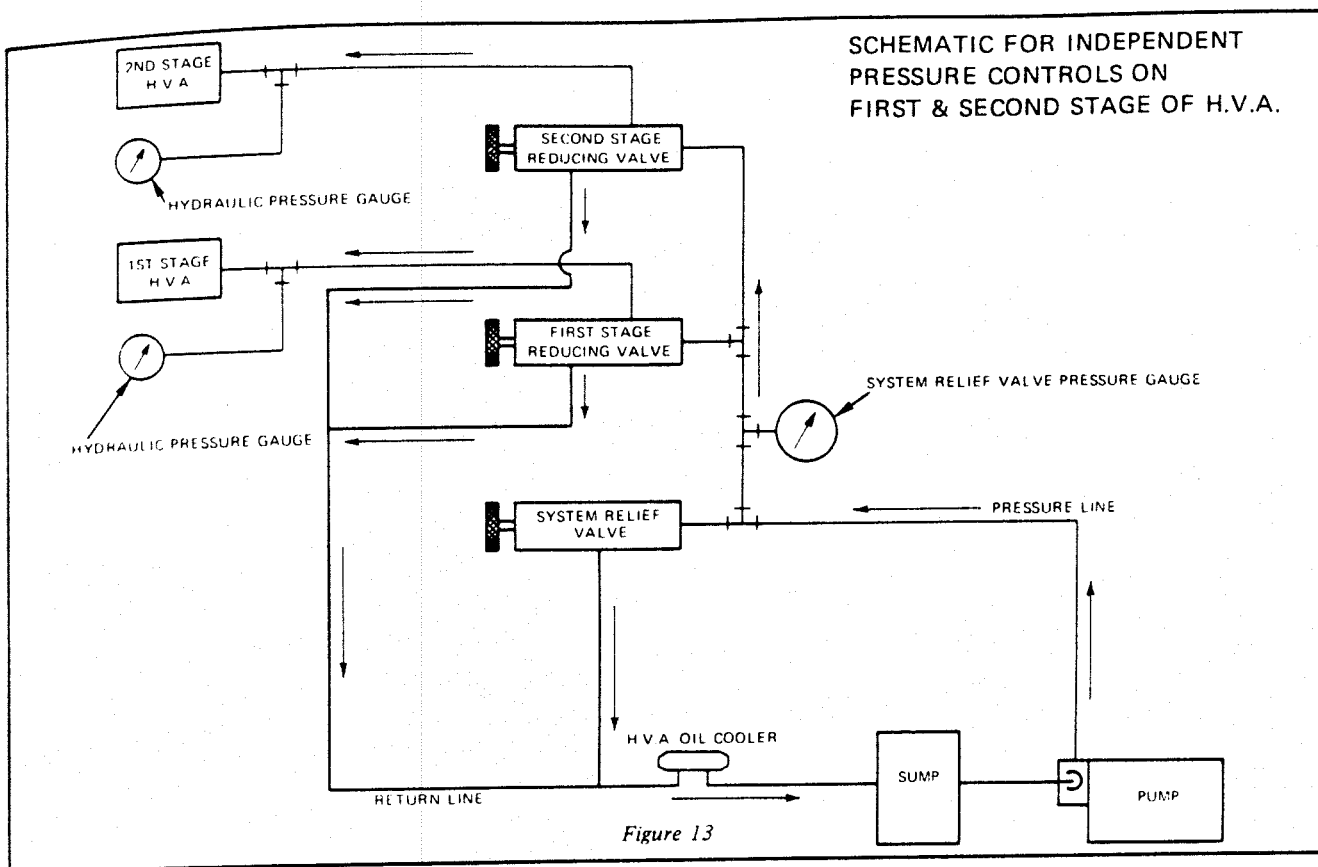 SCHEMATIC FOR INDEPENDENT
PRESSURE CONTROLS ON
FIRST & SECOND STAGE OF H.V.A.
2ND STAGE
H V A
HYDRAULIC PRESSURE GAUGE
SECOND STAGE
REDUCING VALVE
1ST STAGE
H V A
HYDRAULIC PRESSURE GAUGE
FIRST STAGE
REDUCING VALVE
SYSTEM RELIEF VALVE PRESSURE GAUGE
SYSTEM RELIEF
VALVE
PRESSURE LINE
H.V.A. OIL COOLER
RETURN LINE
SUMP
PUMP
Figure 13